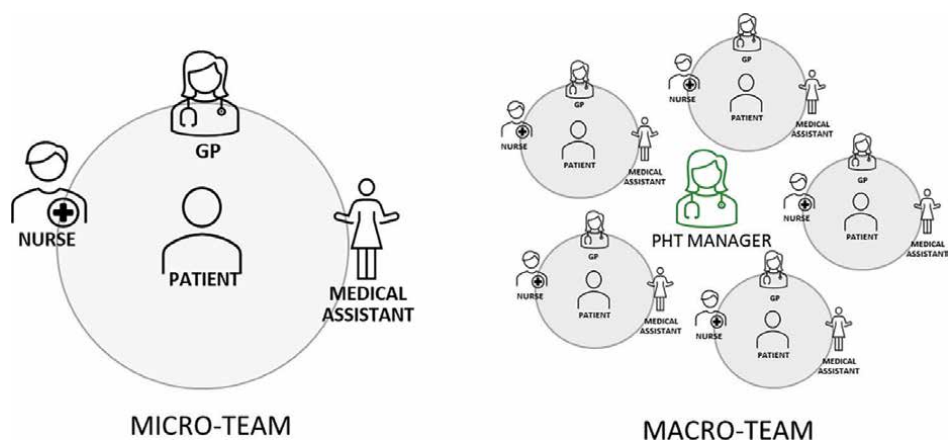 GP
NURSE
PATIENT
MEDICAL
ASSISTANT
MICRO-TEAM
GP
NURSE
PATIENT
MEDICAL
ASSISTANT
GP
NURSE
PATIENT
MEDICAL
ASSISTANT
PHT MANAGER
GP
NURSE
PATIENT
MEDICAL
ASSISTANT
GP
NURSE
PATIENT
MEDICAL
ASSISTANT
GP
NURSE
PATIENT
MEDICAL
ASSISTANT
MACRO-TEAM